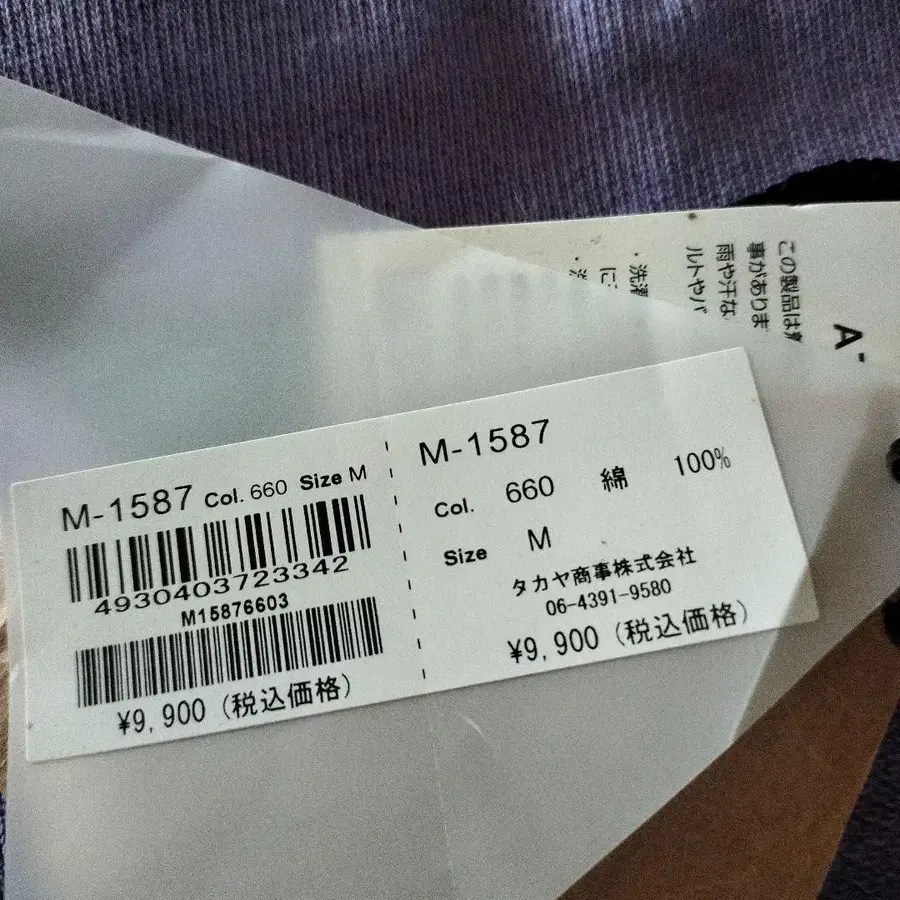 M-1587 Col. 660 Size M
4930403723342
M15876603
¥9,900 (税込価格)
M-1587
Col. 660 綿 100%
Size M
タカヤ商事株式会社
06-4391-9580
¥9,900 (税込価格)
A
この製品は
事がありま
雨や汗な
ルトやバ
・洗濯